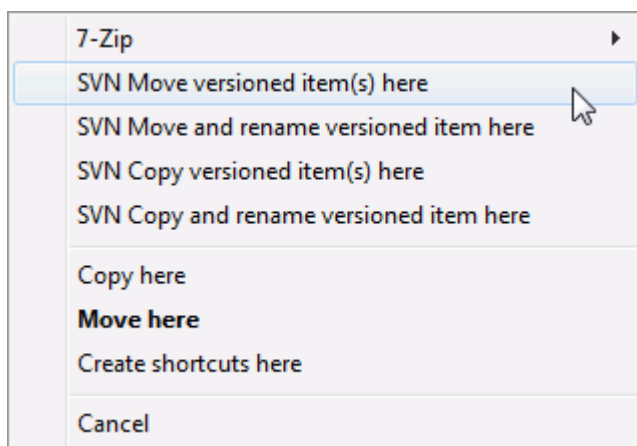 7-Zip
SVN Move versioned item(s) here
SVN Move and rename versioned item here
SVN Copy versioned item(s) here
SVN Copy and rename versioned item here
Copy here
Move here
Create shortcuts here
Cancel